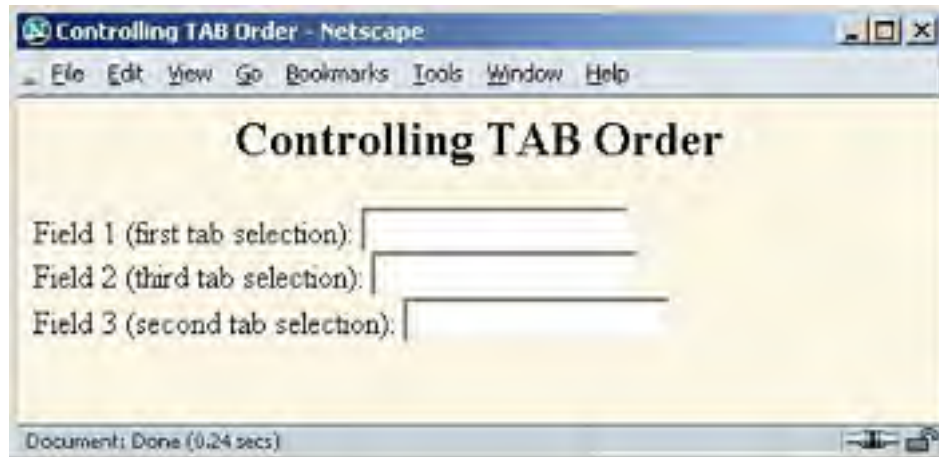 Controlling TAB Order - Netscape
File Edit View Go Bookmarks Tools Window Help
Controlling TAB Order
Field 1 (first tab selection):
Field 2 (third tab selection):
Field 3 (second tab selection):
Document: Done (0.24 secs)